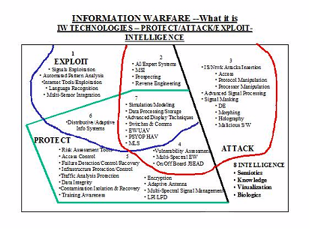 INFORMATION WARFARE --What it is
IW TECHNOLOGIES – PROTECT/ATTACK/EXPLOIT-
INTELLIGENCE
1
EXPLOIT
• Signals Exploitation
• Automated Pattern Analysis
• Internet Tools Exploitation
• Language Recognition
• Multi-Sensor Integration
2
• AI/Expert Systems
• MIE
• Prospecting
• Reverse Engineering
3
• IS/Network Attacks/Insertion
• Access
• Protocol Manipulation
• Processor Manipulation
• Advanced Signal Processing
• Signal Masking
• DE
• Morphing
• Holography
• Malicious S/W
7
• Simulation Modeling
• Data Processing/Storage
• Advanced Display Techniques
• Switches & Comms
• EW/UAV
• PSYOP HAV
• MLS
6
• Distributive/Adaptive
Info Systems
PROTECT
• Risk Assessment Tools
• Access Control
• Failure Detection/Control/Recovery
• Infrastructure Protection/Control
• Traffic Analysis Protection
• Data Integrity
• Contamination Isolation & Recovery
• Training/Awareness
5
4
• Vulnerability Assessment
• Multi-Spectral EW
• On/Off Board JSEAD
• Encryption
• Adaptive Antenna
• Multi-Spectral Signal Management
• LPI/LPD
ATTACK
8 INTELLIGENCE
• Semiotics
• Knowledge
• Visualization
• Biologics